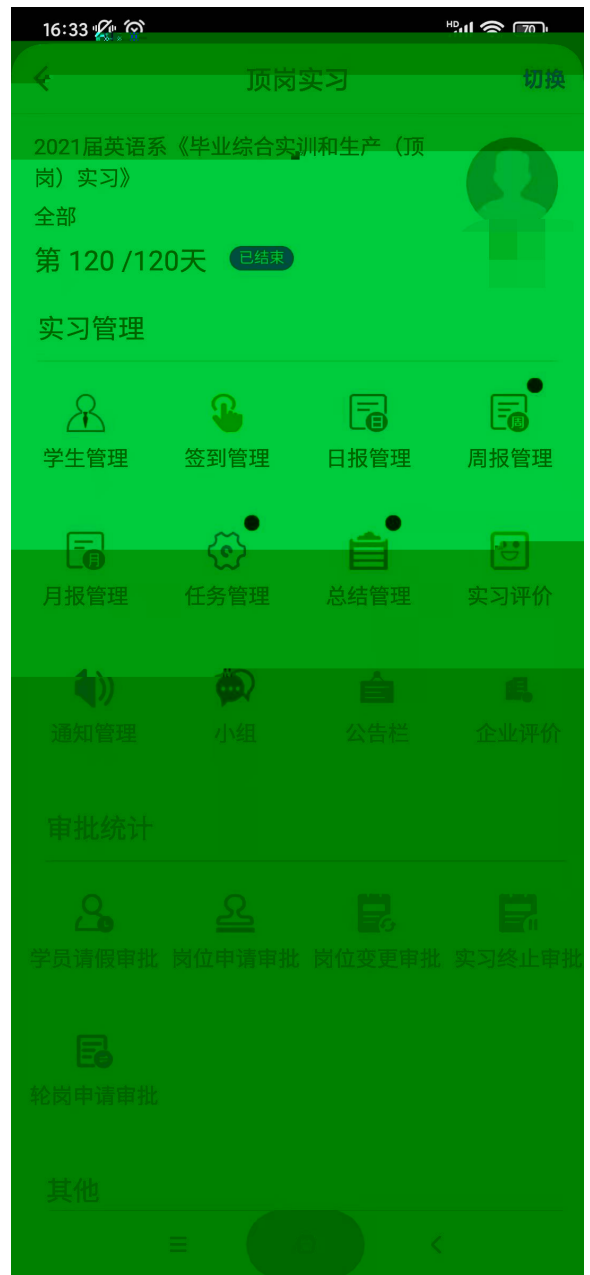 16:33 HD 70
顶岗实习 切换
2021届英语系《毕业综合实训和生产（顶
岗）实习》
全部
第 120 /120天 已结束
实习管理
学生管理 签到管理 日报管理 周报管理
月报管理 任务管理 总结管理 实习评价
通知管理 小组 公告栏 企业评价
审批统计
学员请假审批 岗位申请审批 岗位变更审批 实习终止审批
轮岗申请审批
其他